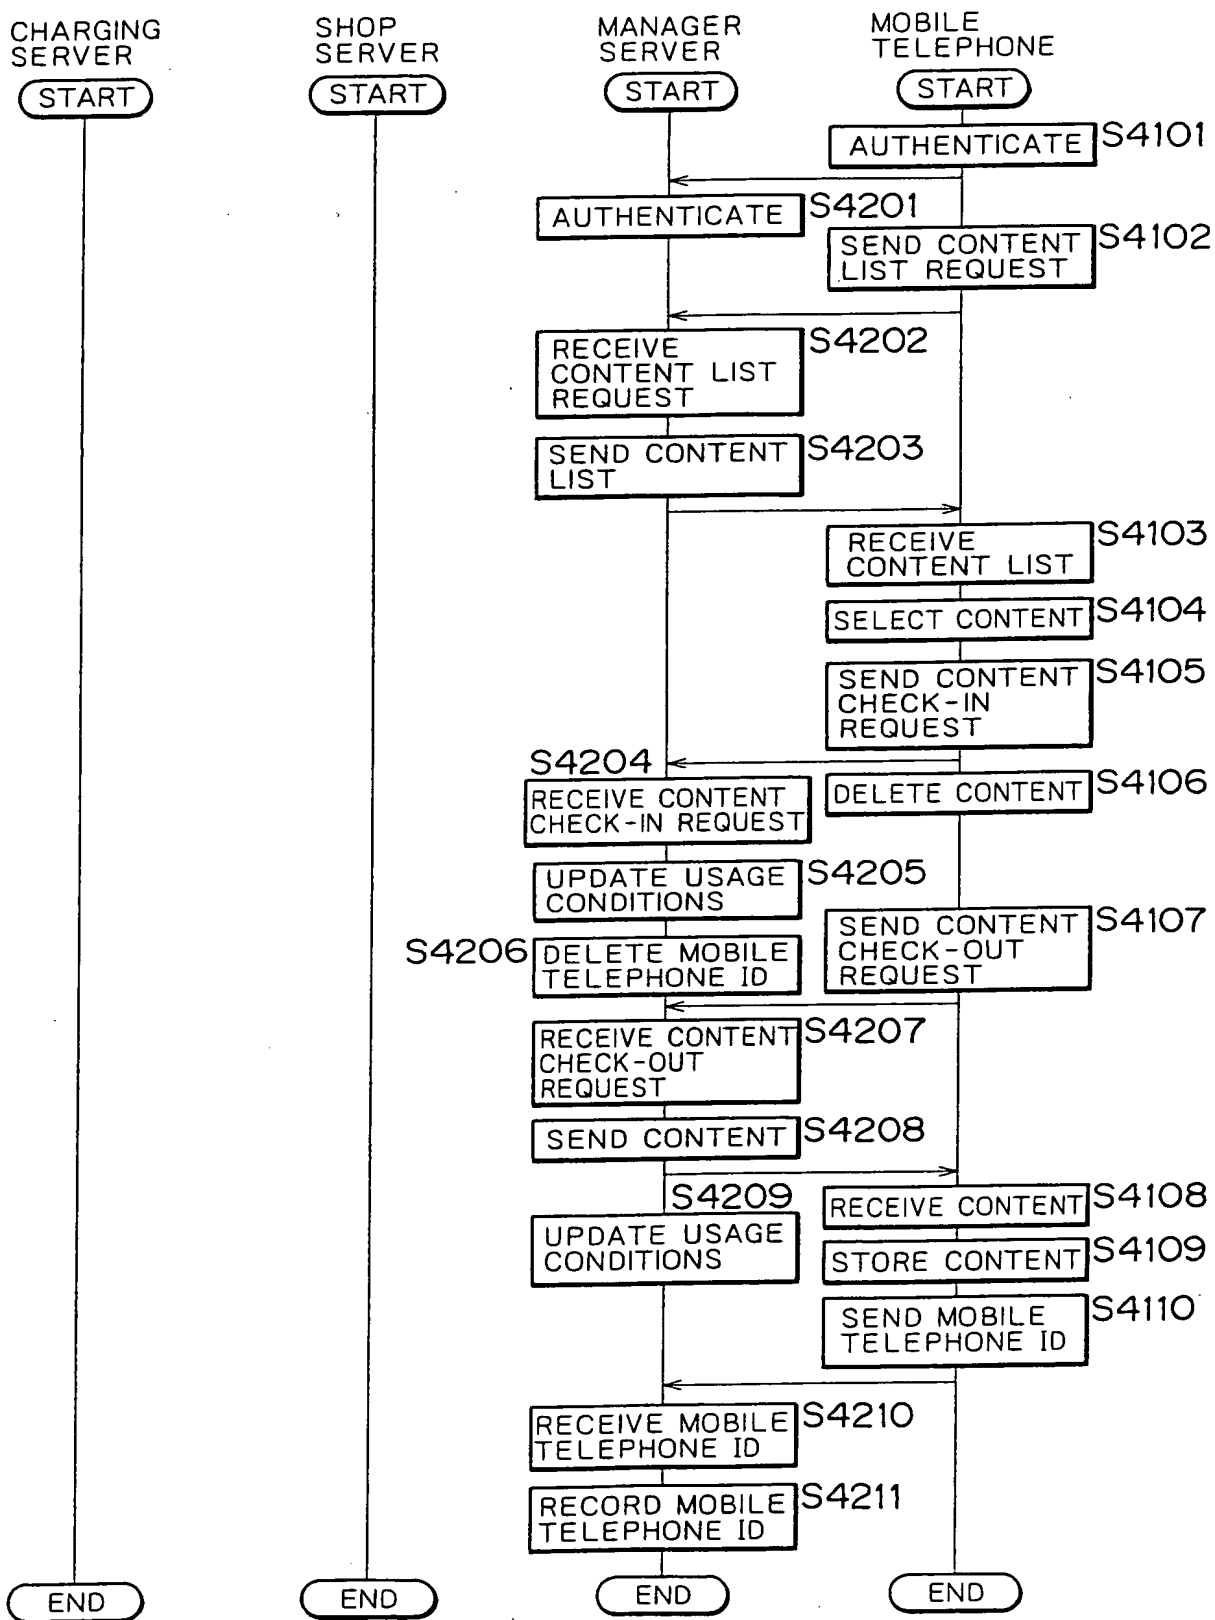 CHARGING
SERVER
SHOP
SERVER
MANAGER
SERVER
MOBILE
TELEPHONE
START
START
START
START
AUTHENTICATE
S4101
AUTHENTICATE
S4201
SEND CONTENT
LIST REQUEST
S4102
RECEIVE
CONTENT LIST
REQUEST
S4202
SEND CONTENT
LIST
S4203
RECEIVE
CONTENT LIST
S4103
SELECT CONTENT
S4104
SEND CONTENT
CHECK-IN
REQUEST
S4105
S4204
RECEIVE CONTENT
CHECK-IN REQUEST
DELETE CONTENT
S4106
UPDATE USAGE
CONDITIONS
S4205
SEND CONTENT
CHECK-OUT
REQUEST
S4107
S4206
DELETE MOBILE
TELEPHONE ID
RECEIVE CONTENT
CHECK-OUT
REQUEST
S4207
SEND CONTENT
S4208
S4209
UPDATE USAGE
CONDITIONS
RECEIVE CONTENT
S4108
STORE CONTENT
S4109
SEND MOBILE
TELEPHONE ID
S4110
RECEIVE MOBILE
TELEPHONE ID
S4210
RECORD MOBILE
TELEPHONE ID
S4211
END
END
END
END